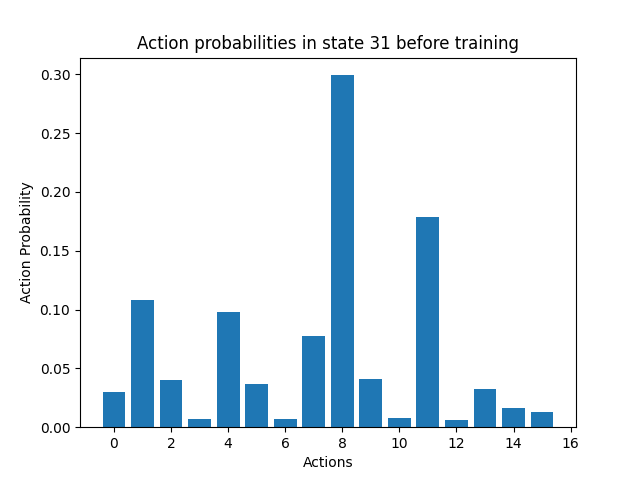 Action probabilities in state 31 before training
0.30
0.25
0.20
0.15
0.10
0.05
0.00
Action Probability
0 2 4 6 8 10 12 14 16
Actions